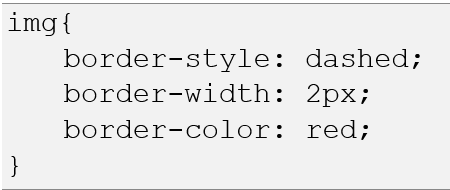 img{
    border-style: dashed;
    border-width: 2px;
    border-color: red;
}